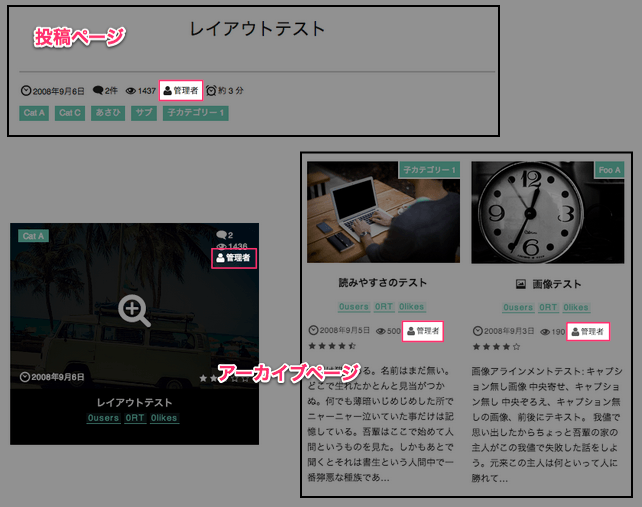 投稿ページ
レイアウトテスト
2008年9月6日 2件 1437 管理者 約 3 分
Cat A Cat C あさひ サブ 子カテゴリー 1
Cat A
2
1436
管理者
2008年9月6日
レイアウトテスト
0users 0RT 0likes
アーカイブページ
子カテゴリー 1
読みやすさのテスト
0users 0RT 0likes
2008年9月5日 500 管理者
る。名前はまだ無い。
どこで生れたかとんと見当がつか
ぬ。何でも薄暗いじめじめした所で
ニャーニャー泣いていた事だけは記
憶している。吾輩はここで始めて人
間というものを見た。しかもあとで
聞くとそれは書生という人間中で一
番獰悪な種族であ...
Foo A
画像テスト
0users 0RT 0likes
2008年9月3日 190 管理者
画像アラインメントテスト: キャプシ
ョン無し画像 中央寄せ、キャプショ
ン無し 中央ぞろえ、キャプション無
しの画像、前後にテキスト。 我儘で
思い出したからちょっと吾輩の家の
主人がこの我儘で失敗した話をしよ
う。元来この主人は何といって人に
勝れて...